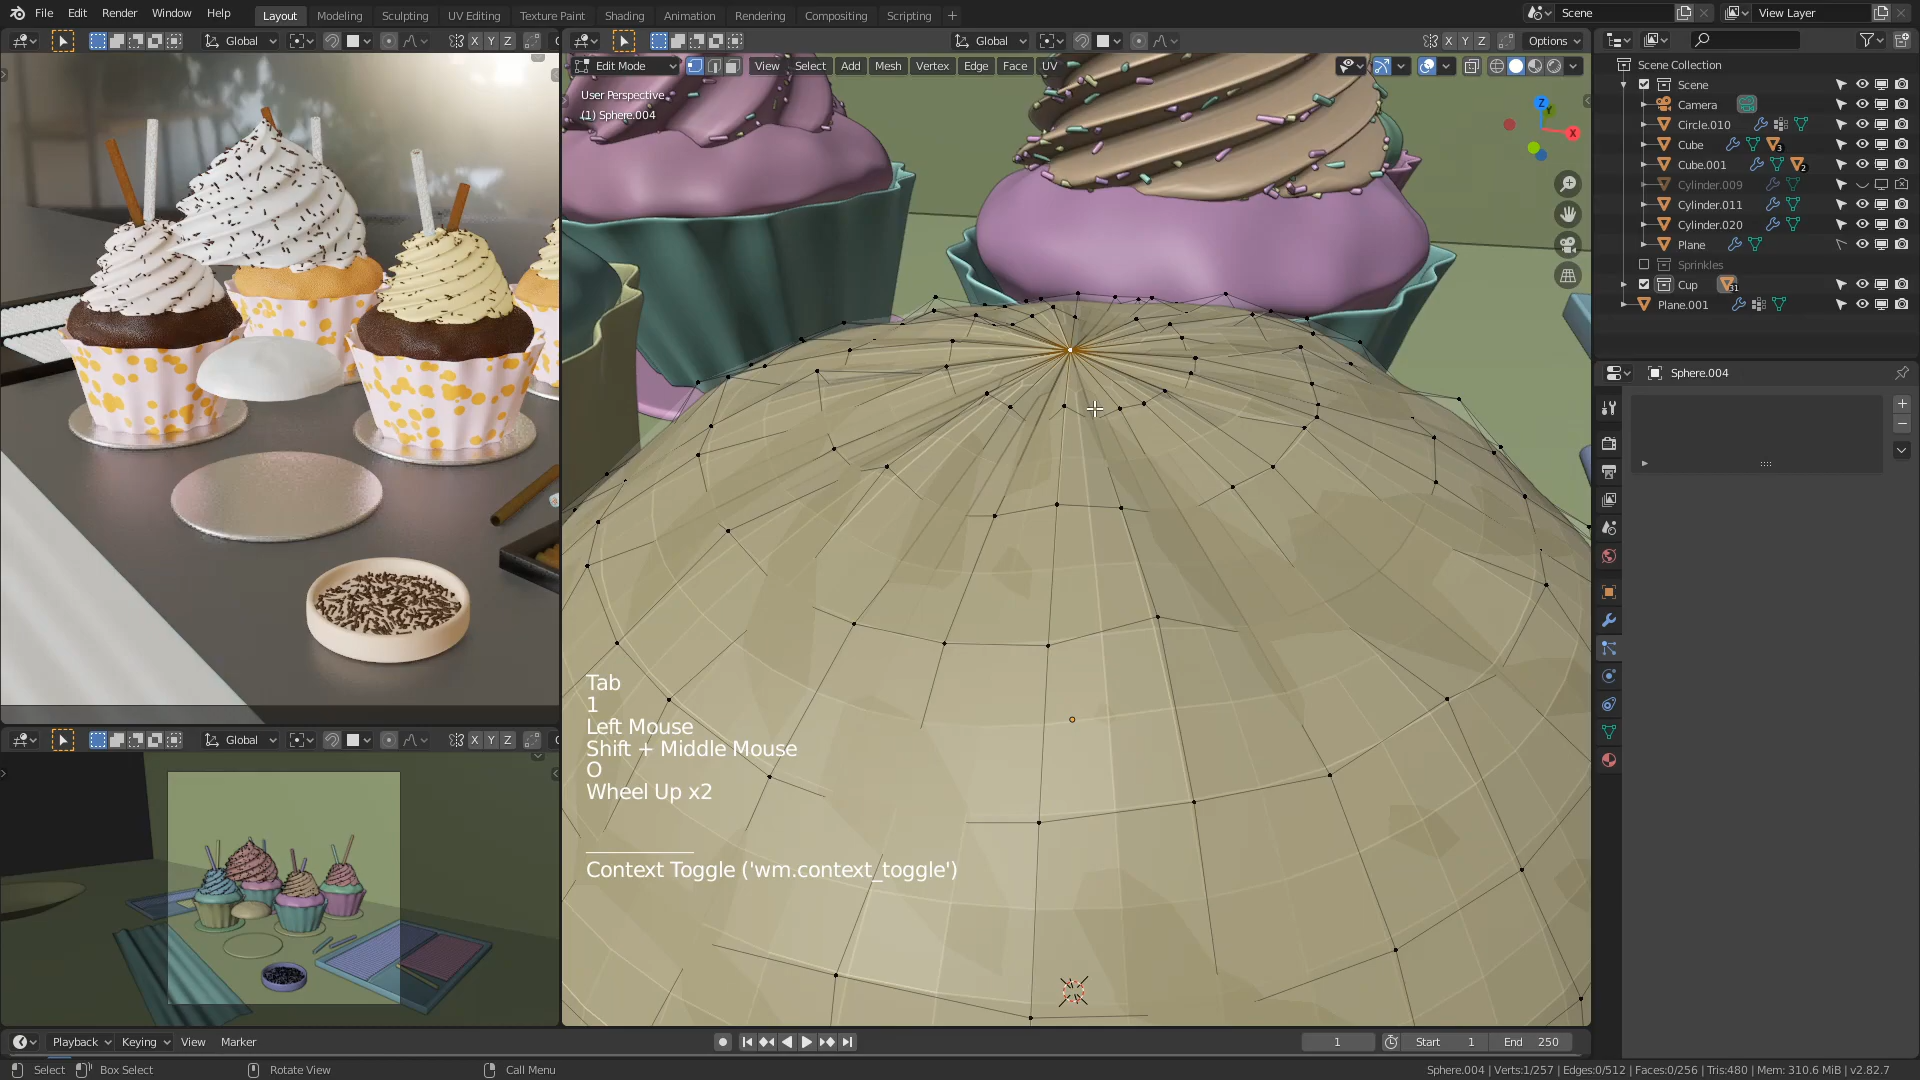 File Edit Render Window Help Layout Modeling Sculpting UV Editing Texture Paint Shading Animation Rendering Compositing Scripting + Scene View Layer
Global X Y Z Global X Y Z Options
Edit Mode View Select Add Mesh Vertex Edge Face UV
User Perspective
(1) Sphere.004
Z
Y
X
Scene Collection
Scene
Camera
Circle.010
Cube 3
Cube.001 2
Cylinder.009
Cylinder.011
Cylinder.020
Plane
Sprinkles
Cup 31
Plane.001
Sphere.004
Tab
1
Left Mouse
Shift + Middle Mouse
O
Wheel Up x2
Context Toggle ('wm.context_toggle')
Global X Y Z
Playback Keying View Marker 1 Start 1 End 250
Select Box Select Rotate View Call Menu Sphere.004 | Verts:1/257 | Edges:0/512 | Faces:0/256 | Tris:480 | Mem: 310.6 MiB | v2.82.7